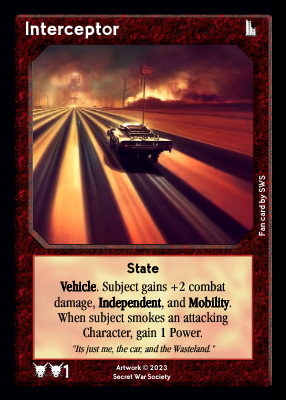 Interceptor
Fan card by SWS
State
Vehicle. Subject gains +2 combat
damage, Independent, and Mobility.
When subject smokes an attacking
Character, gain 1 Power.
"Its just me, the car, and the Wasteland."
1
Artwork © 2023
Secret War Society